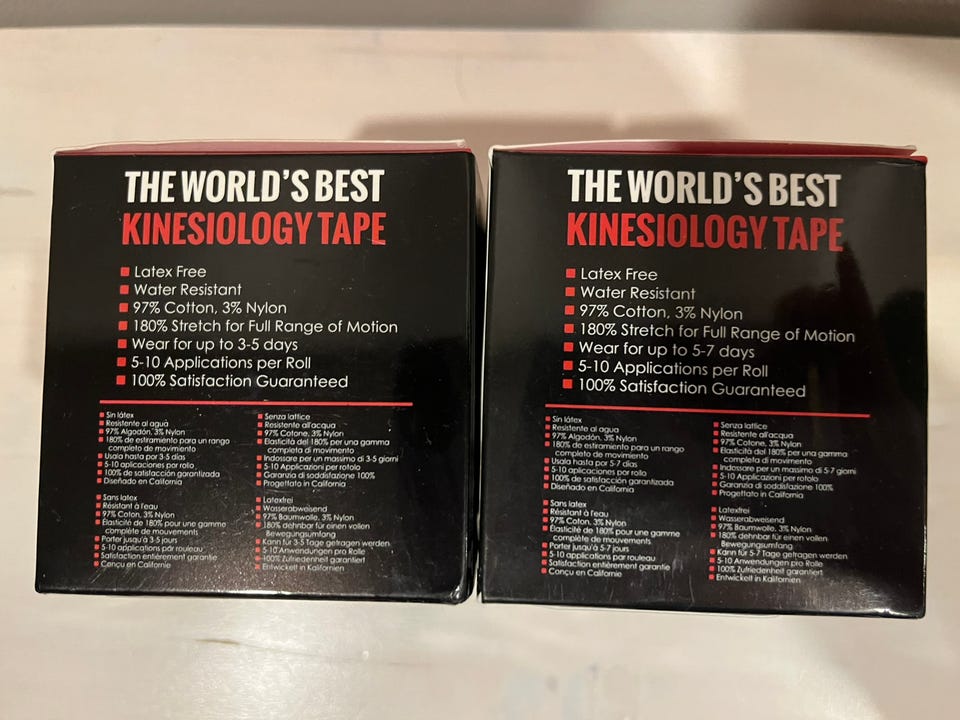 THE WORLD'S BEST
KINESIOLOGY TAPE
Latex Free
Water Resistant
97% Cotton, 3% Nylon
180% Stretch for Full Range of Motion
Wear for up to 3-5 days
5-10 Applications per Roll
100% Satisfaction Guaranteed
Sin látex
Resistente al agua
97% Algodón, 3% Nylon
180% de estiramiento para un rango
completo de movimiento
Usala hasta por 3-5 días
5-10 aplicaciones por rollo
100% de satisfacción garantizada
Diseñado en California
Senza lattice
Resistente all'acqua
97% Cotone, 3% Nylon
Elasticità del 180% per una gamma
completa di movimento
Indossare per un massimo di 3-5 giorni
5-10 Applicazioni per rotolo
Garanzia di soddisfazione 100%
Progettato in California
Sans latex
Résistant à l'eau
97% Coton, 3% Nylon
Élasticité de 180% pour une gamme
complète de mouvements
Porter jusqu'à 3-5 jours
5-10 applications par rouleau
Satisfaction entièrement garantie
Conçu en Californie
Latexfrei
Wasserabweisend
97% Baumwolle, 3% Nylon
180% dehnbar für einen vollen
Bewegungsumfang
Kann für 3-5 Tage getragen werden
5-10 Anwendungen pro Rolle
100% Zufriedenheit garantiert
Entwickelt in Kalifornien
THE WORLD'S BEST
KINESIOLOGY TAPE
Latex Free
Water Resistant
97% Cotton, 3% Nylon
180% Stretch for Full Range of Motion
Wear for up to 5-7 days
5-10 Applications per Roll
100% Satisfaction Guaranteed
Sin látex
Resistente al agua
97% Algodón, 3% Nylon
180% de estiramiento para un rango
completo de movimiento
Usala hasta por 5-7 días
5-10 aplicaciones por rollo
100% de satisfacción garantizada
Diseñado en California
Senza lattice
Resistente all'acqua
97% Cotone, 3% Nylon
Elasticità del 180% per una gamma
completa di movimento
Indossare per un massimo di 5-7 giorni
5-10 Applicazioni per rotolo
Garanzia di soddisfazione 100%
Progettato in California
Sans latex
Résistant à l'eau
97% Coton, 3% Nylon
Élasticité de 180% pour une gamme
complète de mouvements
Porter jusqu'à 5-7 jours
5-10 applications par rouleau
Satisfaction entièrement garantie
Conçu en Californie
Latexfrei
Wasserabweisend
97% Baumwolle, 3% Nylon
180% dehnbar für einen vollen
Bewegungsumfang
Kann für 5-7 Tage getragen werden
5-10 Anwendungen pro Rolle
100% Zufriedenheit garantiert
Entwickelt in Kalifornien